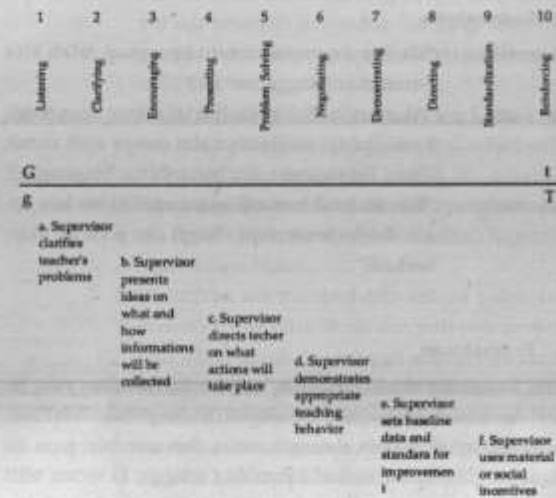 1 2 3 4 5 6 7 8 9 10
Listening
Clarifying
Encouraging
Presenting
Problem Solving
Negotiating
Demonstrating
Directing
Standardization
Reinforcing
G t
g T
a. Supervisor
clarifies
teacher's
problems
b. Supervisor
presents
ideas on
what and
how
informations
will be
collected
c. Supervisor
directs techer
on what
actions will
take place
d. Supervisor
demonstrates
appropriate
teaching
behavior
e. Supervisor
sets baseline
data and
standars for
improvemen
t
f. Supervisor
uses material
or social
incentives